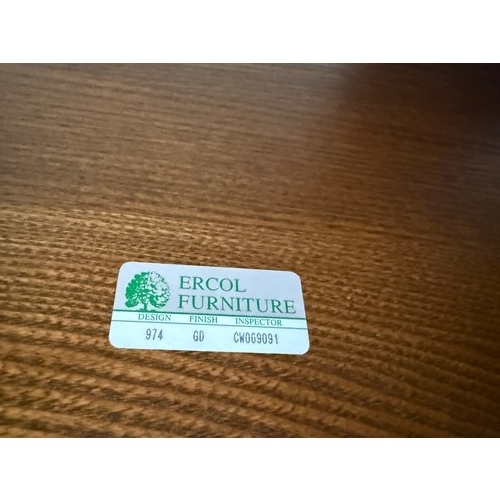 ERCOL
FURNITURE
DESIGN FINISH INSPECTOR
974 GD CW069091